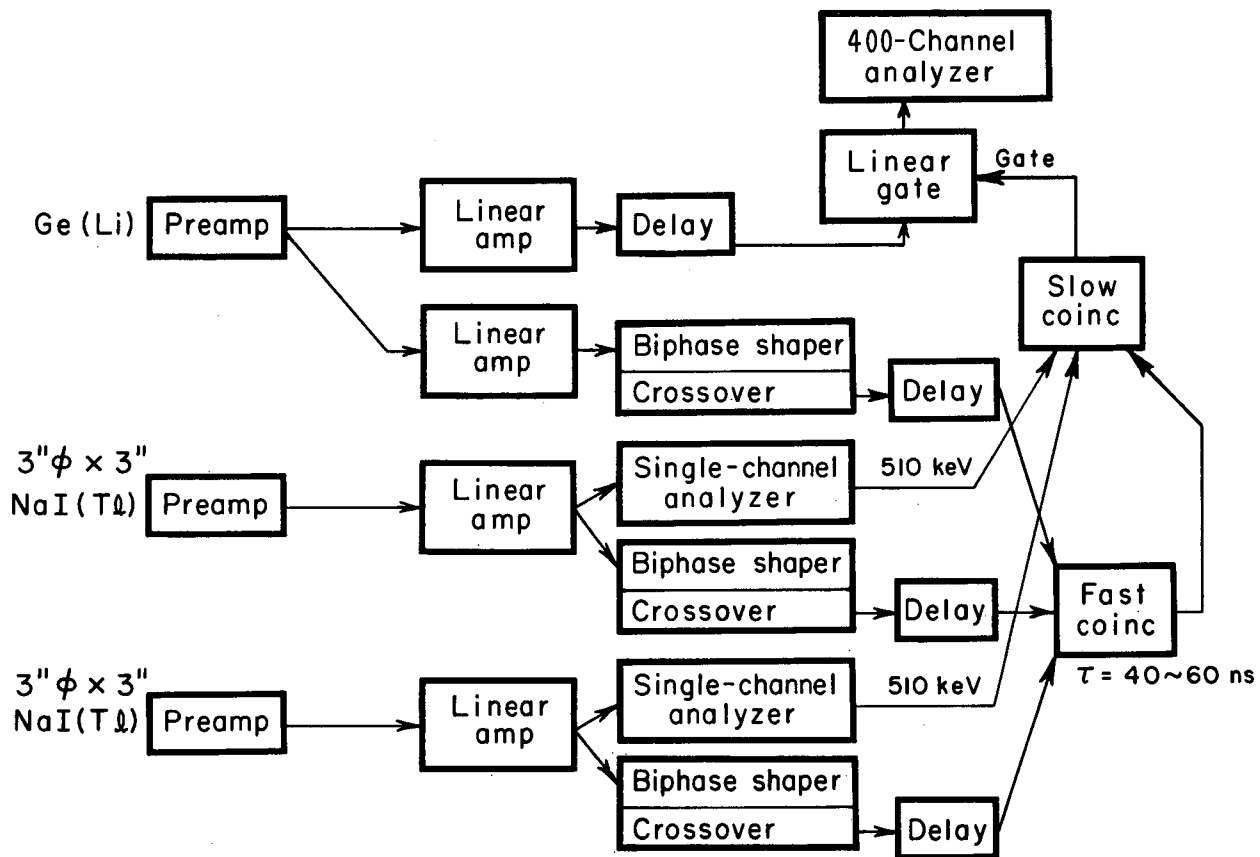 400-Channel
analyzer
Linear
gate
Gate
Ge (Li)
Preamp
Linear
amp
Delay
Slow
coinc
Linear
amp
Biphase shaper
Crossover
Delay
3"ϕ × 3"
NaI(Tℓ)
Preamp
Linear
amp
Single-channel
analyzer
510 keV
Biphase shaper
Crossover
Delay
Fast
coinc
τ = 40~60 ns
3"ϕ × 3"
NaI(Tℓ)
Preamp
Linear
amp
Single-channel
analyzer
510 keV
Biphase shaper
Crossover
Delay